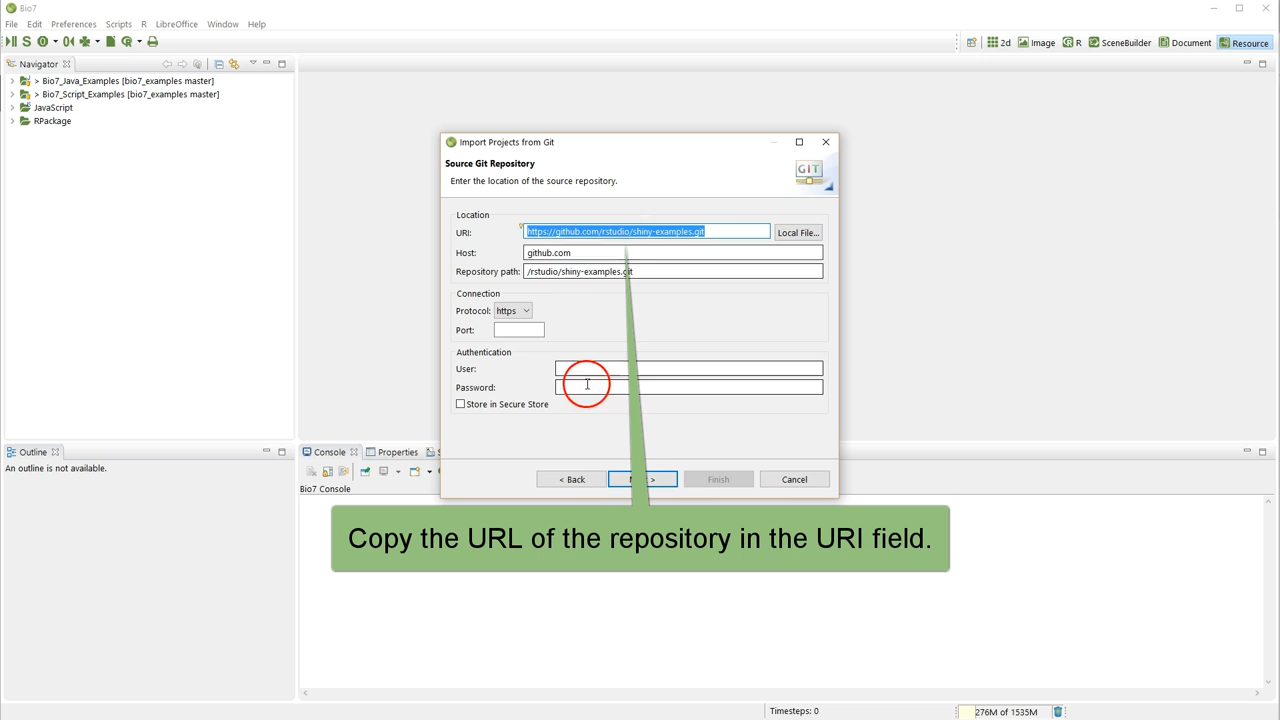 Bio7
File Edit Preferences Scripts R LibreOffice Window Help
2d Image R SceneBuilder Document Resource
Navigator
> Bio7_Java_Examples [bio7_examples master]
> Bio7_Script_Examples [bio7_examples master]
JavaScript
RPackage
Import Projects from Git
Source Git Repository
Enter the location of the source repository.
GIT
Location
URI: https://github.com/rstudio/shiny-examples.git Local File...
Host: github.com
Repository path: /rstudio/shiny-examples.git
Connection
Protocol: https
Port:
Authentication
User:
Password:
Store in Secure Store
< Back > Finish Cancel
Outline
An outline is not available.
Console Properties
Bio7 Console
Copy the URL of the repository in the URI field.
Timesteps: 0 276M of 1535M